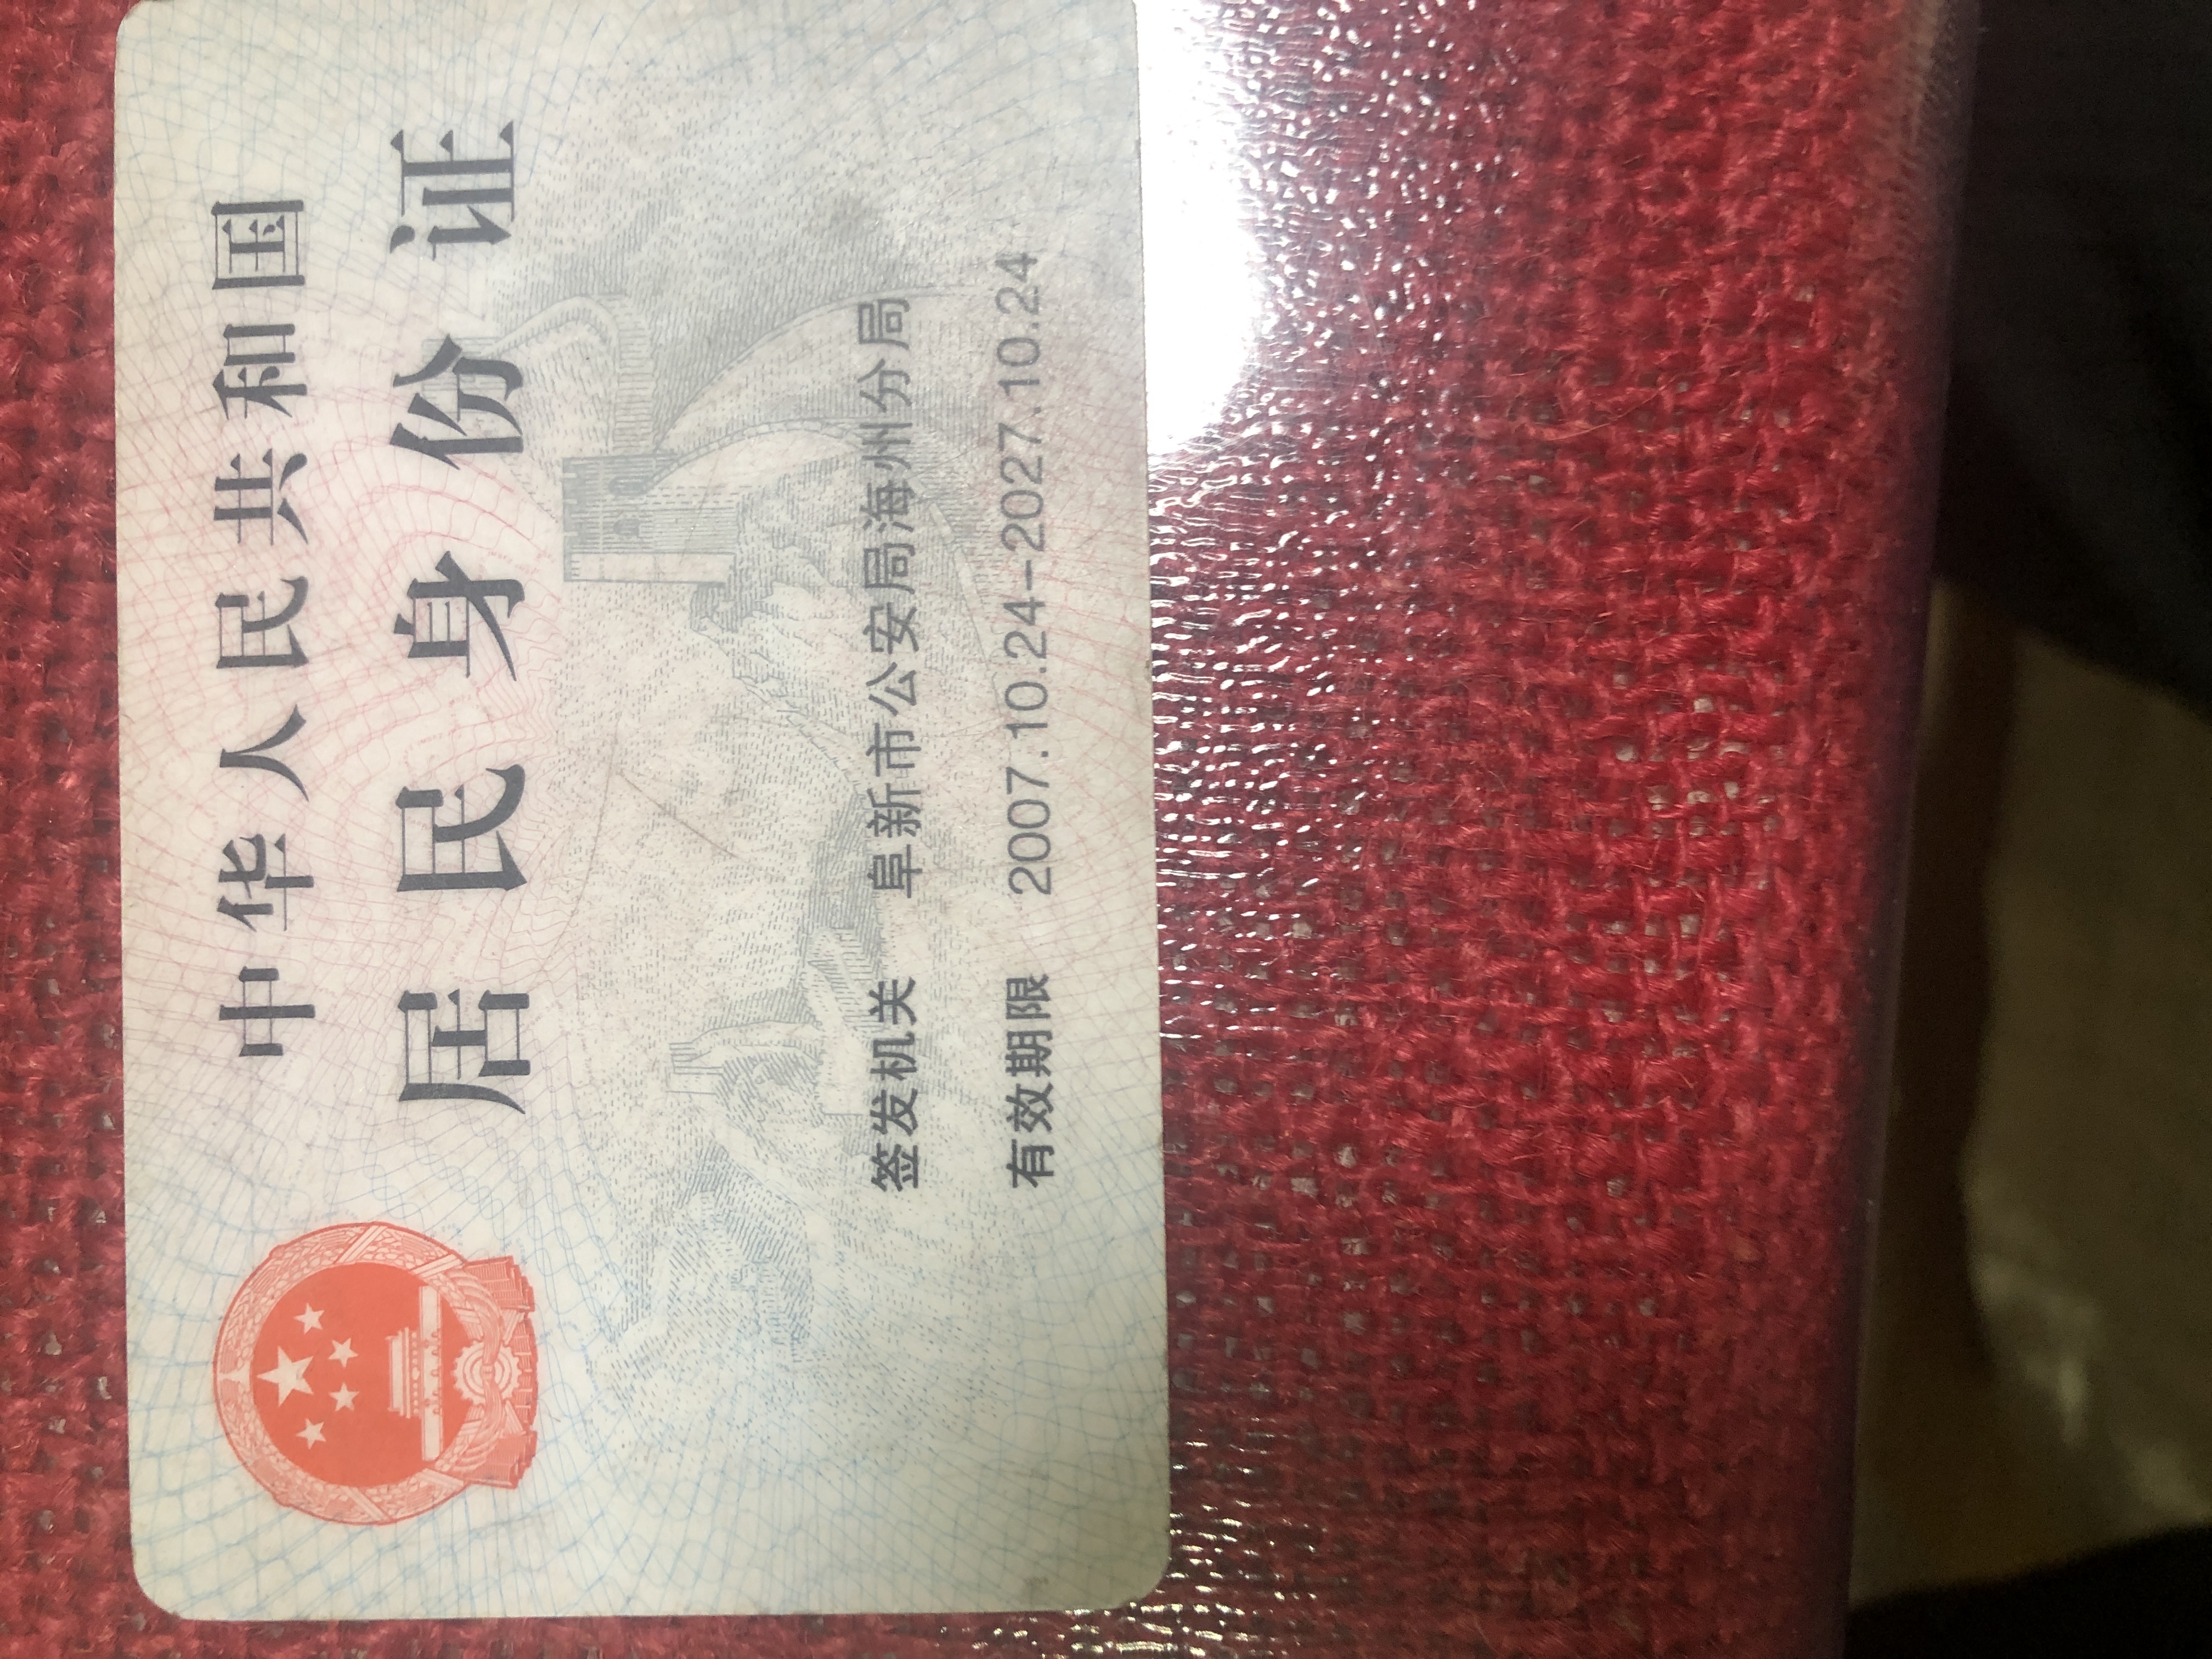 中华人民共和国
居民身份证
签发机关 阜新市公安局海州分局
有效期限 2007.10.24-2027.10.24